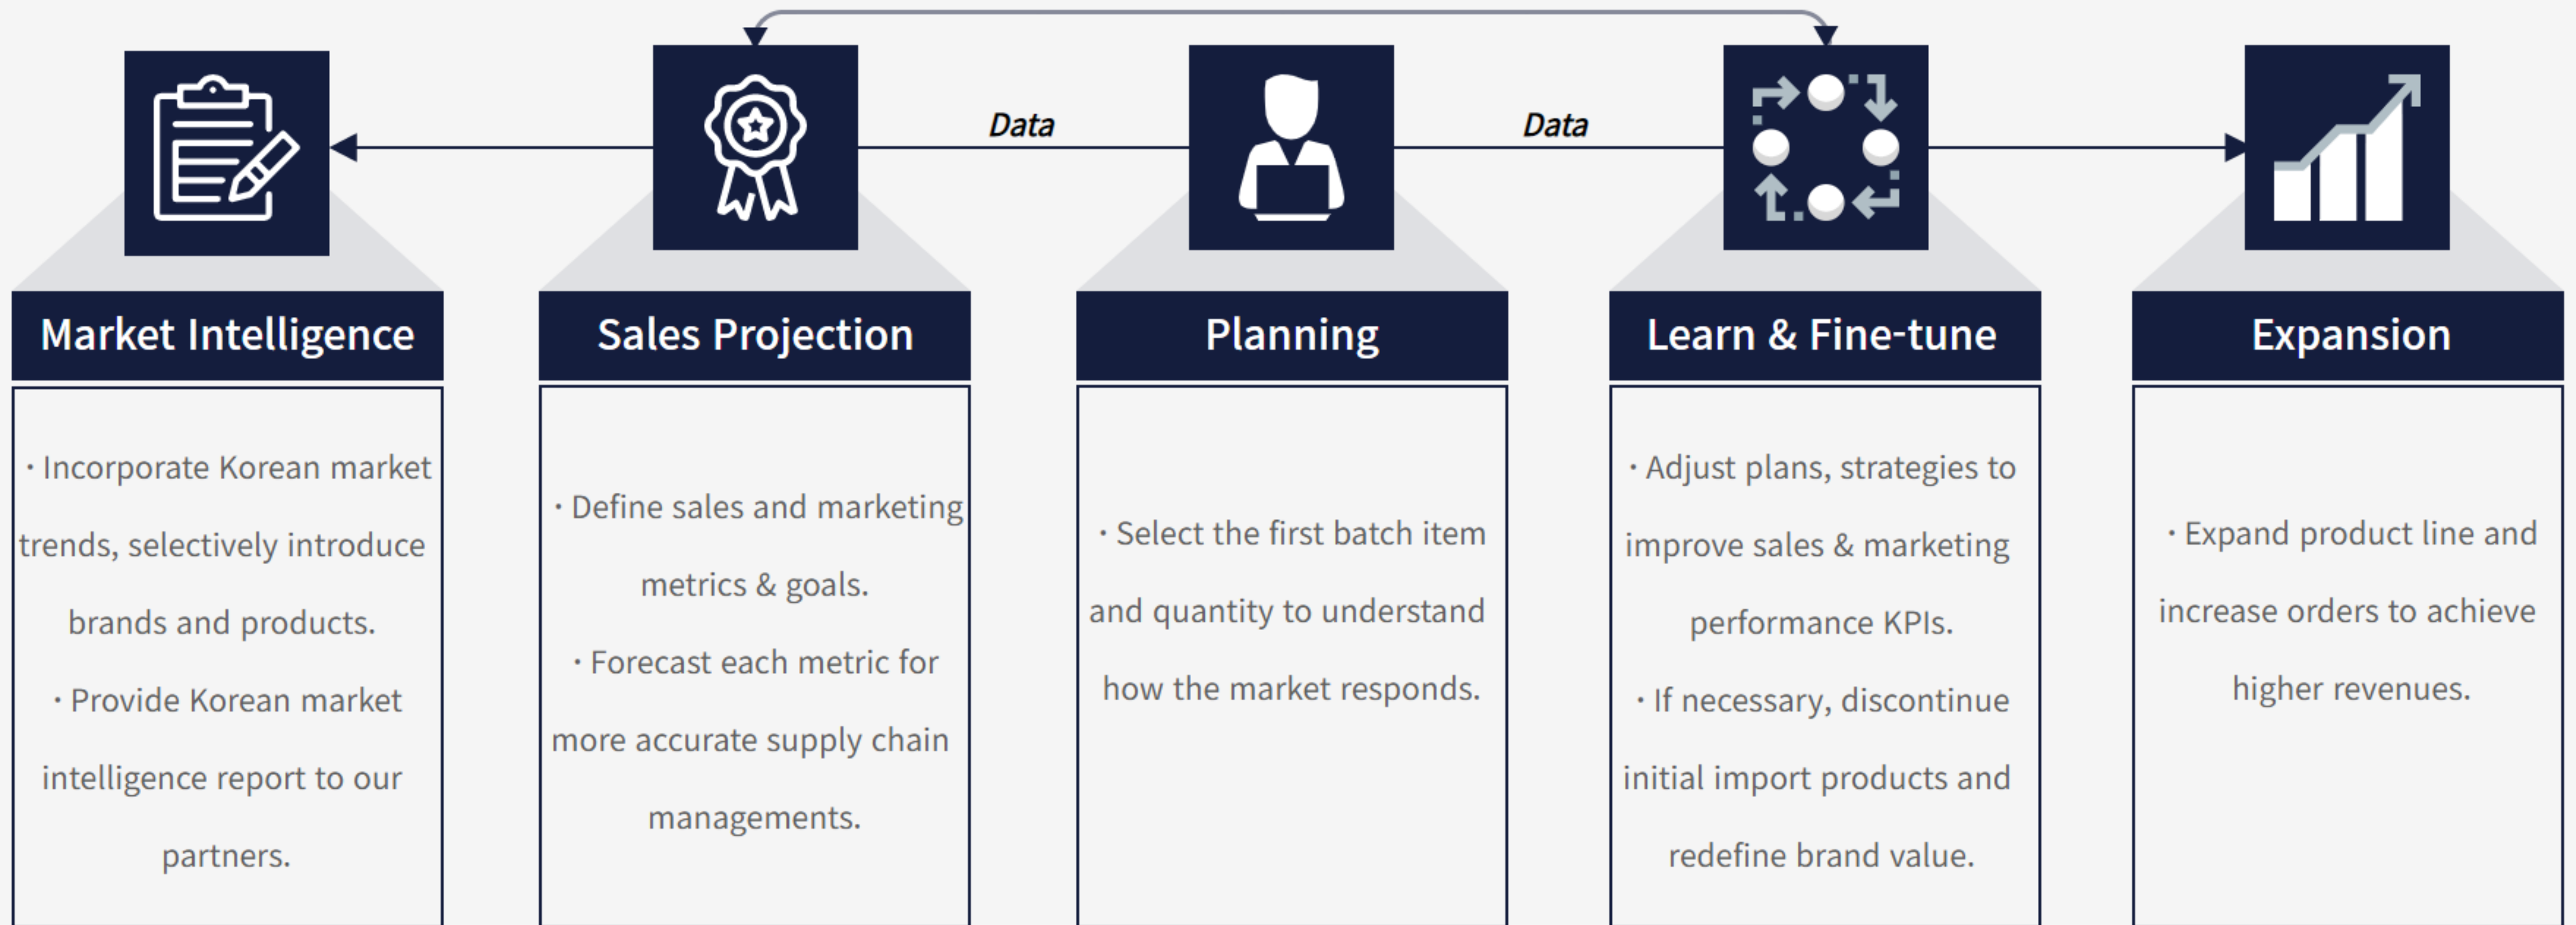 Data
Data
Market Intelligence
· Incorporate Korean market
trends, selectively introduce
brands and products.
· Provide Korean market
intelligence report to our
partners.
Sales Projection
· Define sales and marketing
metrics & goals.
· Forecast each metric for
more accurate supply chain
managements.
Planning
· Select the first batch item
and quantity to understand
how the market responds.
Learn & Fine-tune
· Adjust plans, strategies to
improve sales & marketing
performance KPIs.
· If necessary, discontinue
initial import products and
redefine brand value.
Expansion
· Expand product line and
increase orders to achieve
higher revenues.